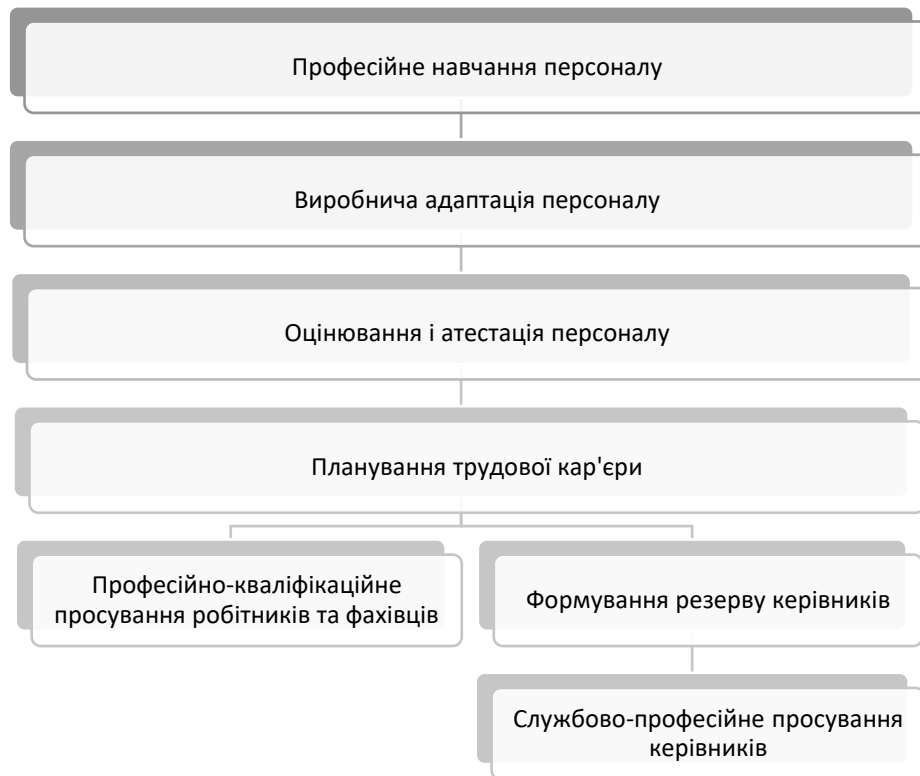 Професійне навчання персоналу
Виробнича адаптація персоналу
Оцінювання і атестація персоналу
Планування трудової кар'єри
Професійно-кваліфікаційне
просування робітників та фахівців
Формування резерву керівників
Службово-професійне просування
керівників